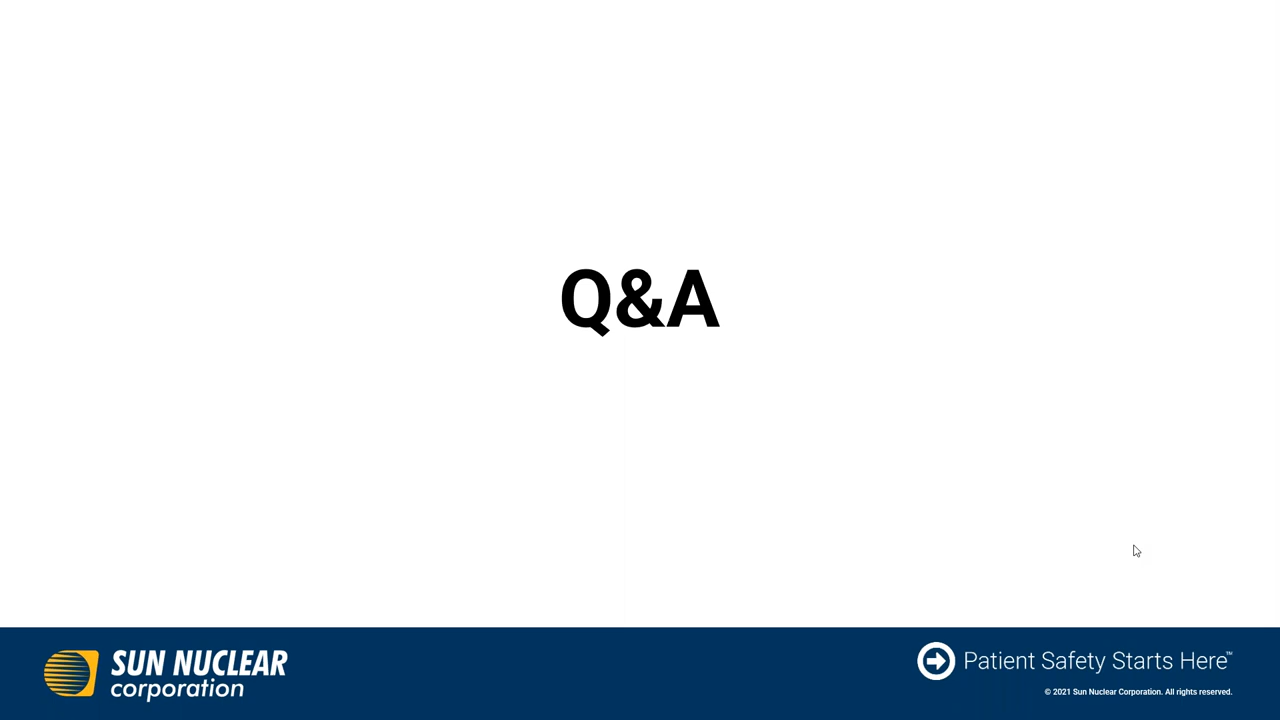 Q&A
SUN NUCLEAR
corporation
Patient Safety Starts Here™
© 2021 Sun Nuclear Corporation. All rights reserved.